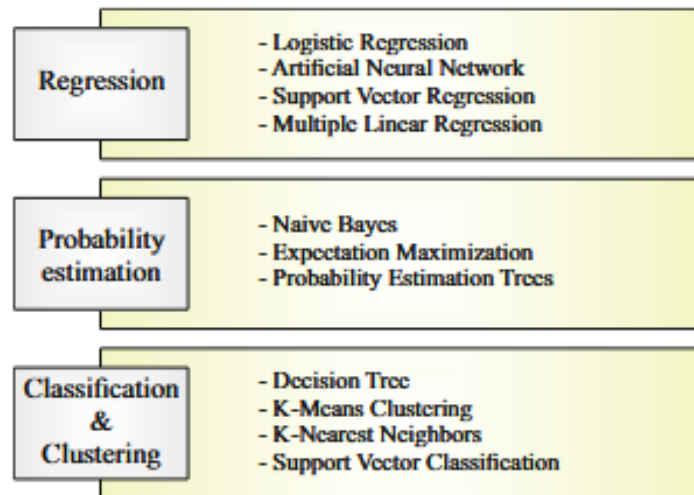 Regression
- Logistic Regression
- Artificial Neural Network
- Support Vector Regression
- Multiple Linear Regression
Probability
estimation
- Naive Bayes
- Expectation Maximization
- Probability Estimation Trees
Classification
&
Clustering
- Decision Tree
- K-Means Clustering
- K-Nearest Neighbors
- Support Vector Classification